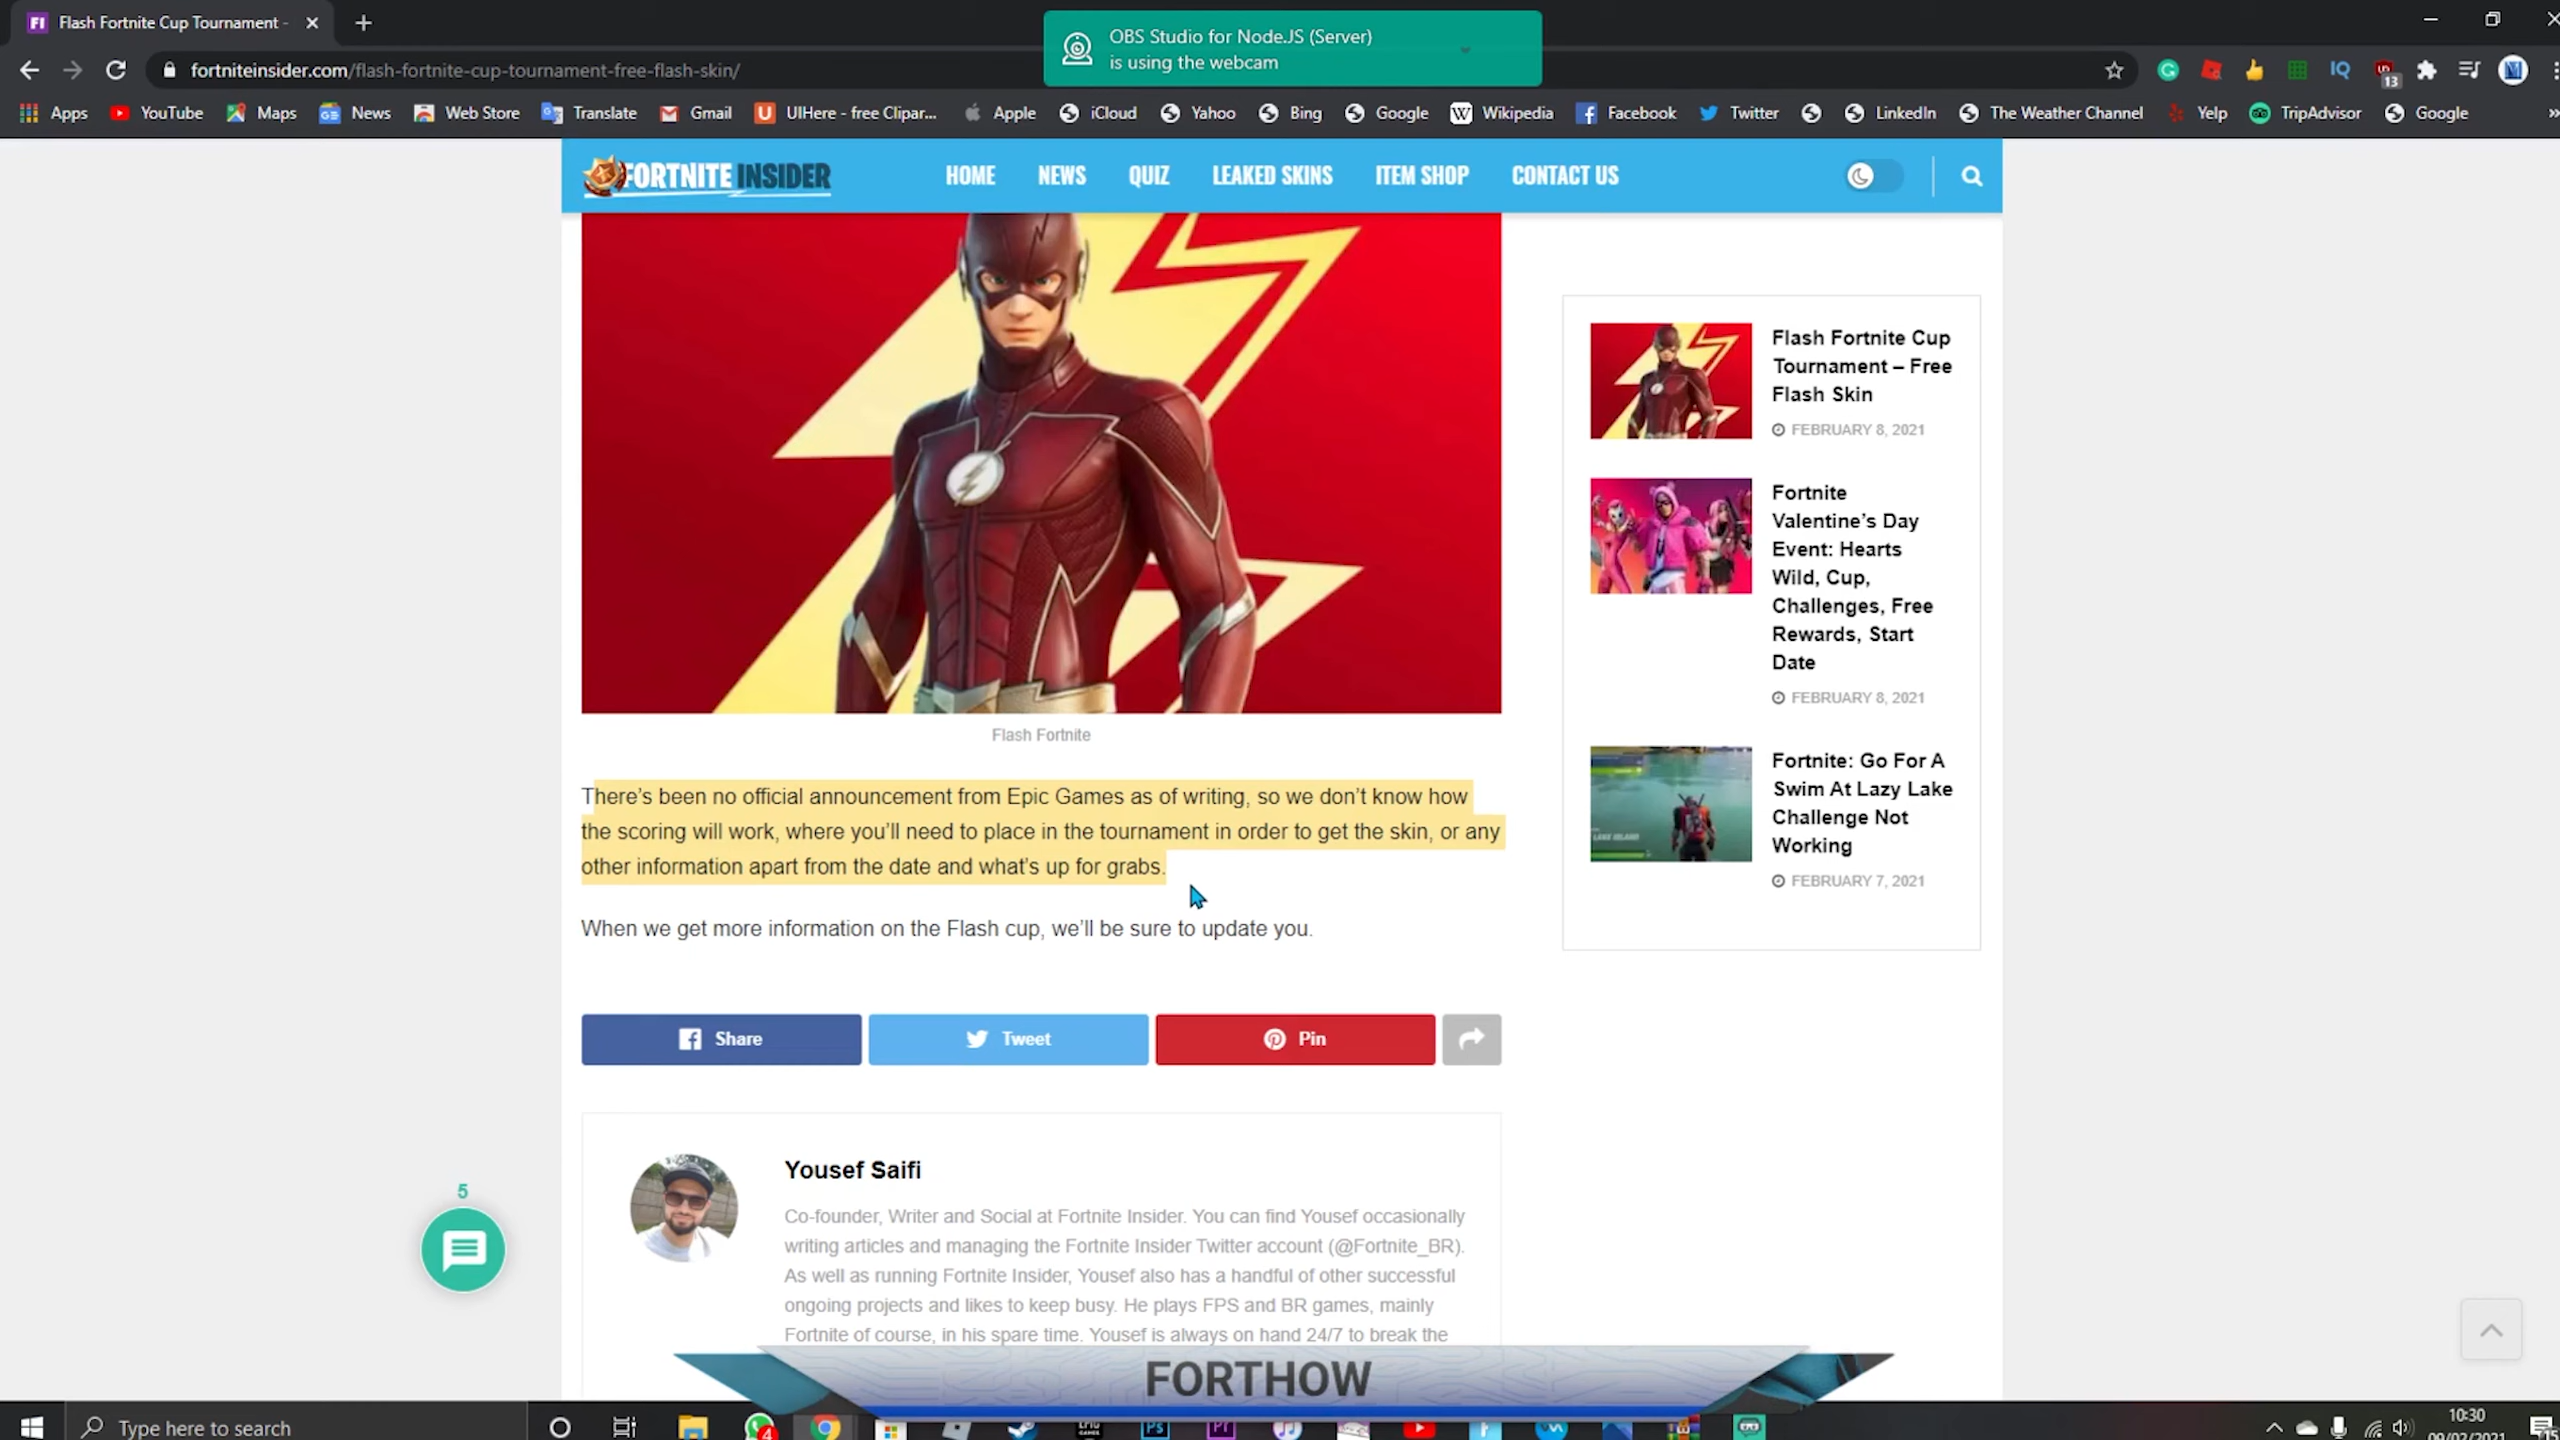 Flash Fortnite Cup Tournament -
OBS Studio for Node.JS (Server)
is using the webcam
fortniteinsider.com/flash-fortnite-cup-tournament-free-flash-skin/
IQ
13
Apps YouTube Maps News Web Store Translate Gmail UIHere - free Clipar... Apple iCloud Yahoo Bing Google Wikipedia Facebook Twitter LinkedIn The Weather Channel Yelp TripAdvisor Google »
FORTNITE INSIDER HOME NEWS QUIZ LEAKED SKINS ITEM SHOP CONTACT US
Flash Fortnite
There's been no official announcement from Epic Games as of writing, so we don't know how
the scoring will work, where you'll need to place in the tournament in order to get the skin, or any
other information apart from the date and what's up for grabs.
When we get more information on the Flash cup, we'll be sure to update you.
Share Tweet Pin
Yousef Saifi
Co-founder, Writer and Social at Fortnite Insider. You can find Yousef occasionally
writing articles and managing the Fortnite Insider Twitter account (@Fortnite_BR).
As well as running Fortnite Insider, Yousef also has a handful of other successful
ongoing projects and likes to keep busy. He plays FPS and BR games, mainly
Fortnite of course, in his spare time. Yousef is always on hand 24/7 to break the
Flash Fortnite Cup
Tournament – Free
Flash Skin
FEBRUARY 8, 2021
Fortnite
Valentine's Day
Event: Hearts
Wild, Cup,
Challenges, Free
Rewards, Start
Date
FEBRUARY 8, 2021
Fortnite: Go For A
Swim At Lazy Lake
Challenge Not
Working
FEBRUARY 7, 2021
5
FORTHOW
Type here to search
4
Ps
Pr
10:30
09/02/2021